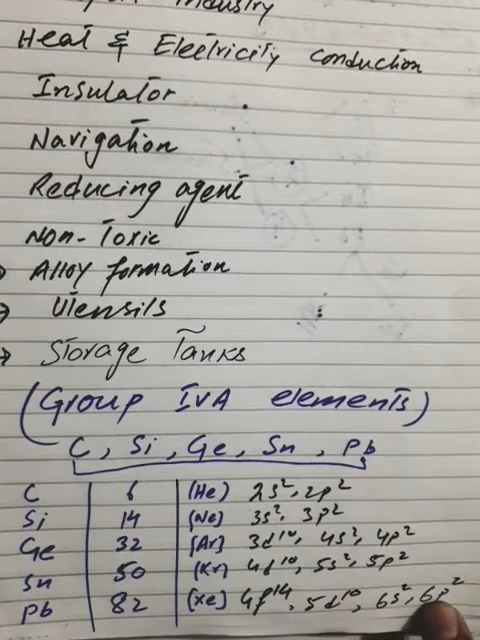 Industry
Heat & Electricity conduction
Insulator
Navigation
Reducing agent
Non-Toxic
→ Alloy formation
→ Utensils
→ Storage Tanks
(Group IVA elements)
C, Si, Ge, Sn, Pb
C 6 (He) 2s², 2p²
Si 14 (Ne) 3s², 3p²
Ge 32 (Ar) 3d¹⁰, 4s², 4p²
Sn 50 (Kr) 4d¹⁰, 5s², 5p²
Pb 82 (Xe) 4f¹⁴, 5d¹⁰, 6s², 6p²